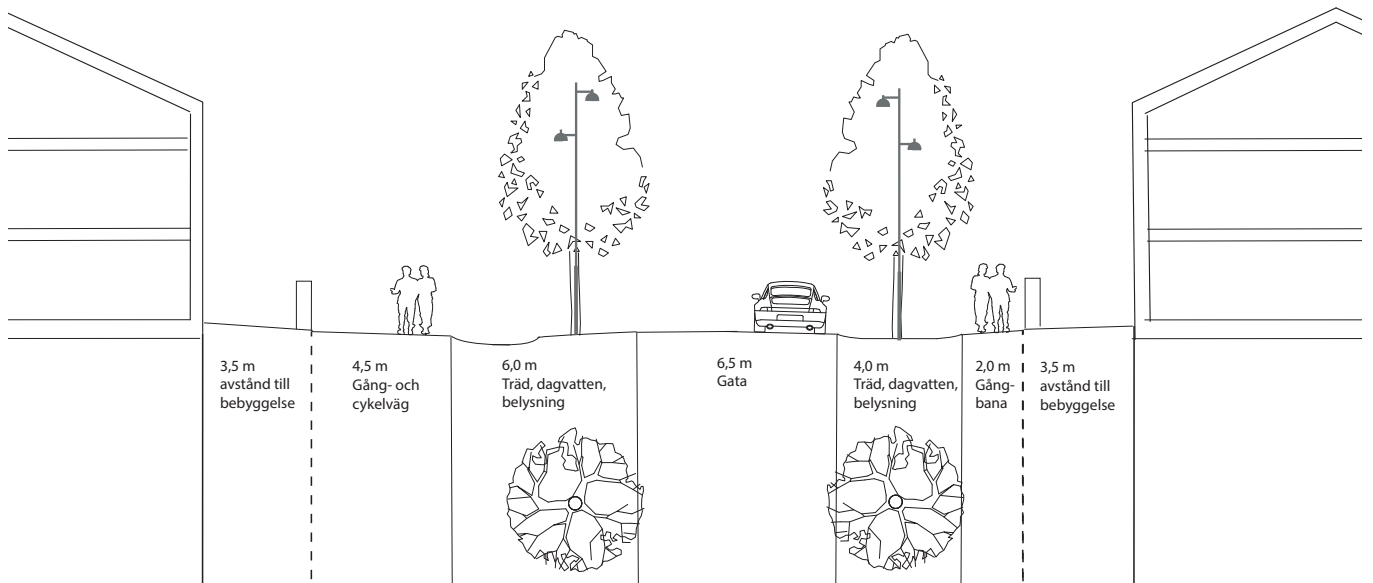 3,5 m
avstånd till
bebyggelse
4,5 m
Gång- och
cykelväg
6,0 m
Träd, dagvatten,
belysning
6,5 m
Gata
4,0 m
Träd, dagvatten,
belysning
2,0 m
Gång-
bana
3,5 m
avstånd till
bebyggelse